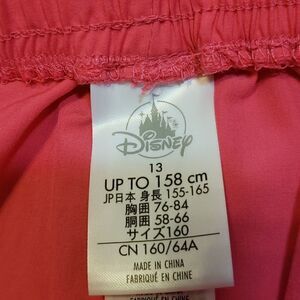 Disney
13
UP TO 158 cm
JP日本 身長 155-165
胸囲 76-84
胴囲 58-66
サイズ160
CN 160/64A
MADE IN CHINA
FABRIQUÉ EN CHINE